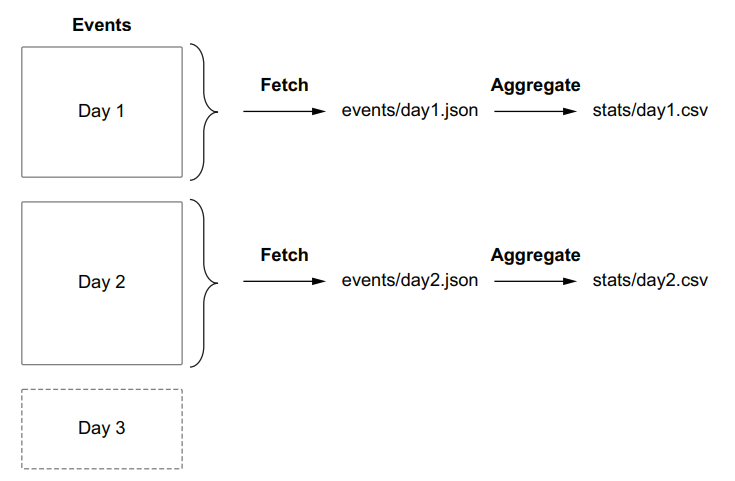 Events
Day 1
Fetch
events/day1.json
Aggregate
stats/day1.csv
Day 2
Fetch
events/day2.json
Aggregate
stats/day2.csv
Day 3